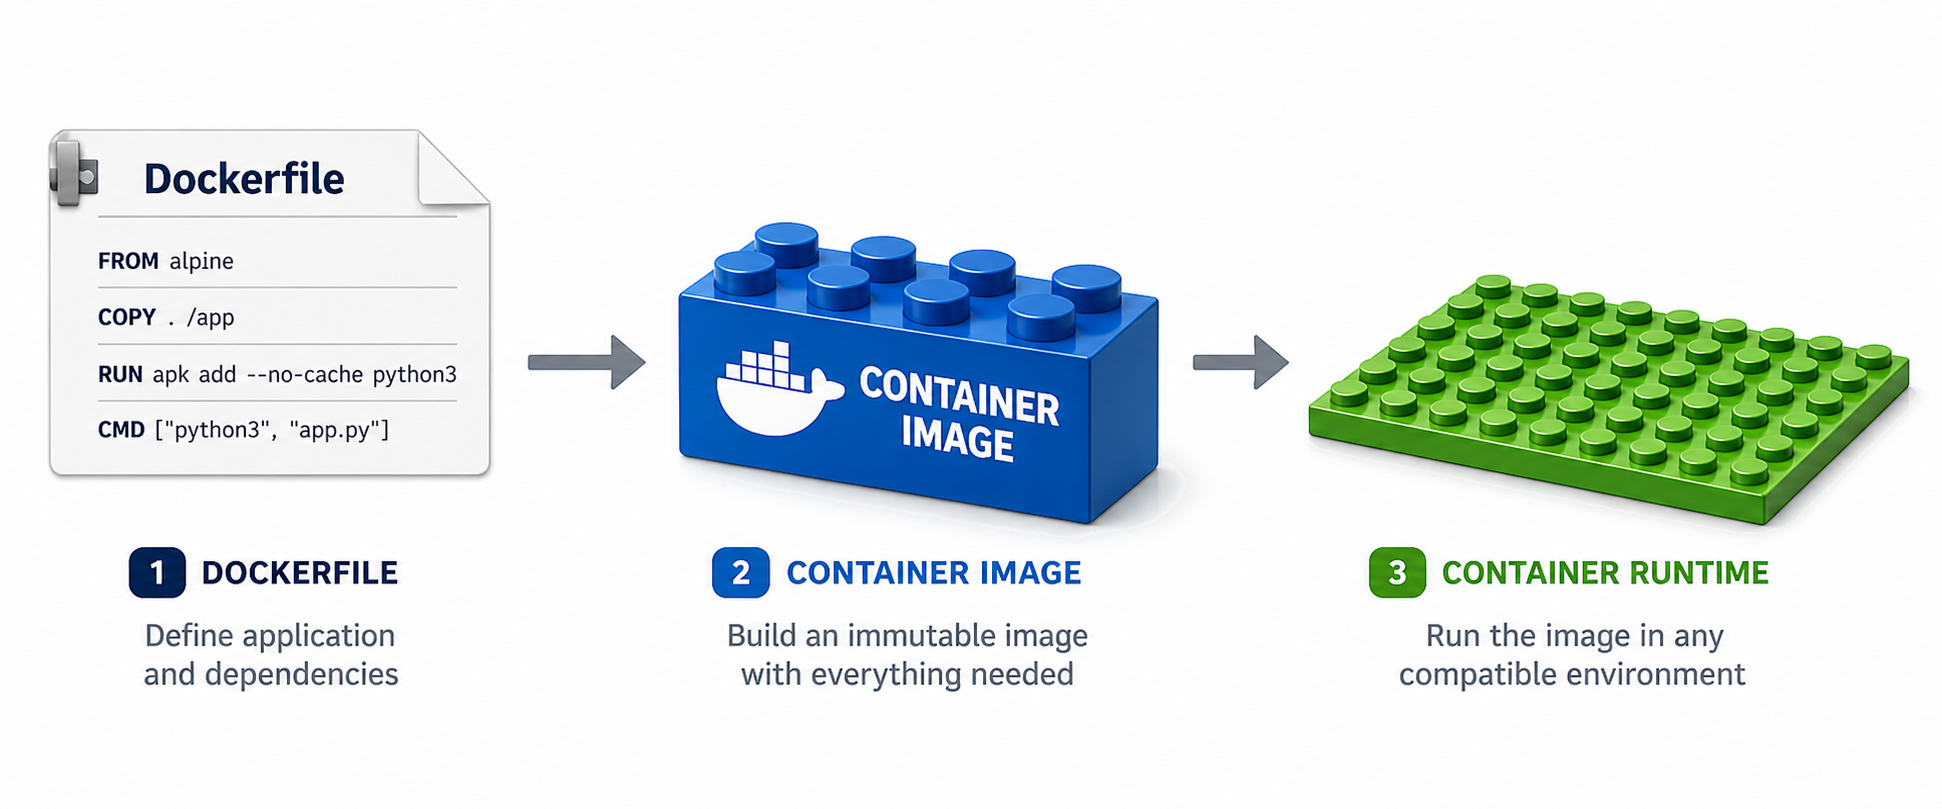 Dockerfile
FROM alpine
COPY . /app
RUN apk add --no-cache python3
CMD ["python3", "app.py"]
CONTAINER
IMAGE
1 DOCKERFILE
Define application
and dependencies
2 CONTAINER IMAGE
Build an immutable image
with everything needed
3 CONTAINER RUNTIME
Run the image in any
compatible environment